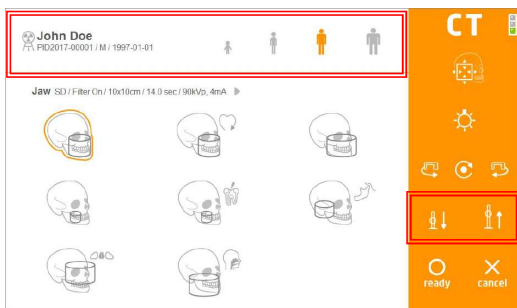 John Doe
PID2017-00001 / M / 1997-01-01
CT
Jaw SD / Filter On / 10x10cm / 14.0 sec / 90kVp, 4mA
ready
cancel